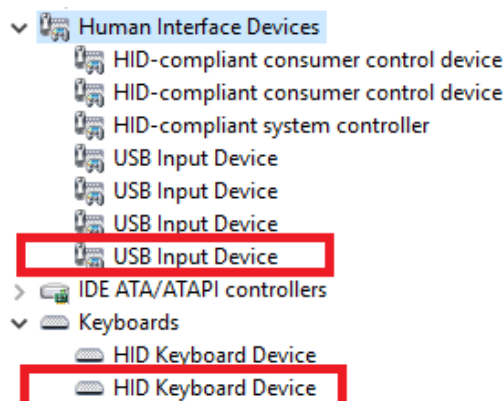 Human Interface Devices
HID-compliant consumer control device
HID-compliant consumer control device
HID-compliant system controller
USB Input Device
USB Input Device
USB Input Device
USB Input Device
IDE ATA/ATAPI controllers
Keyboards
HID Keyboard Device
HID Keyboard Device